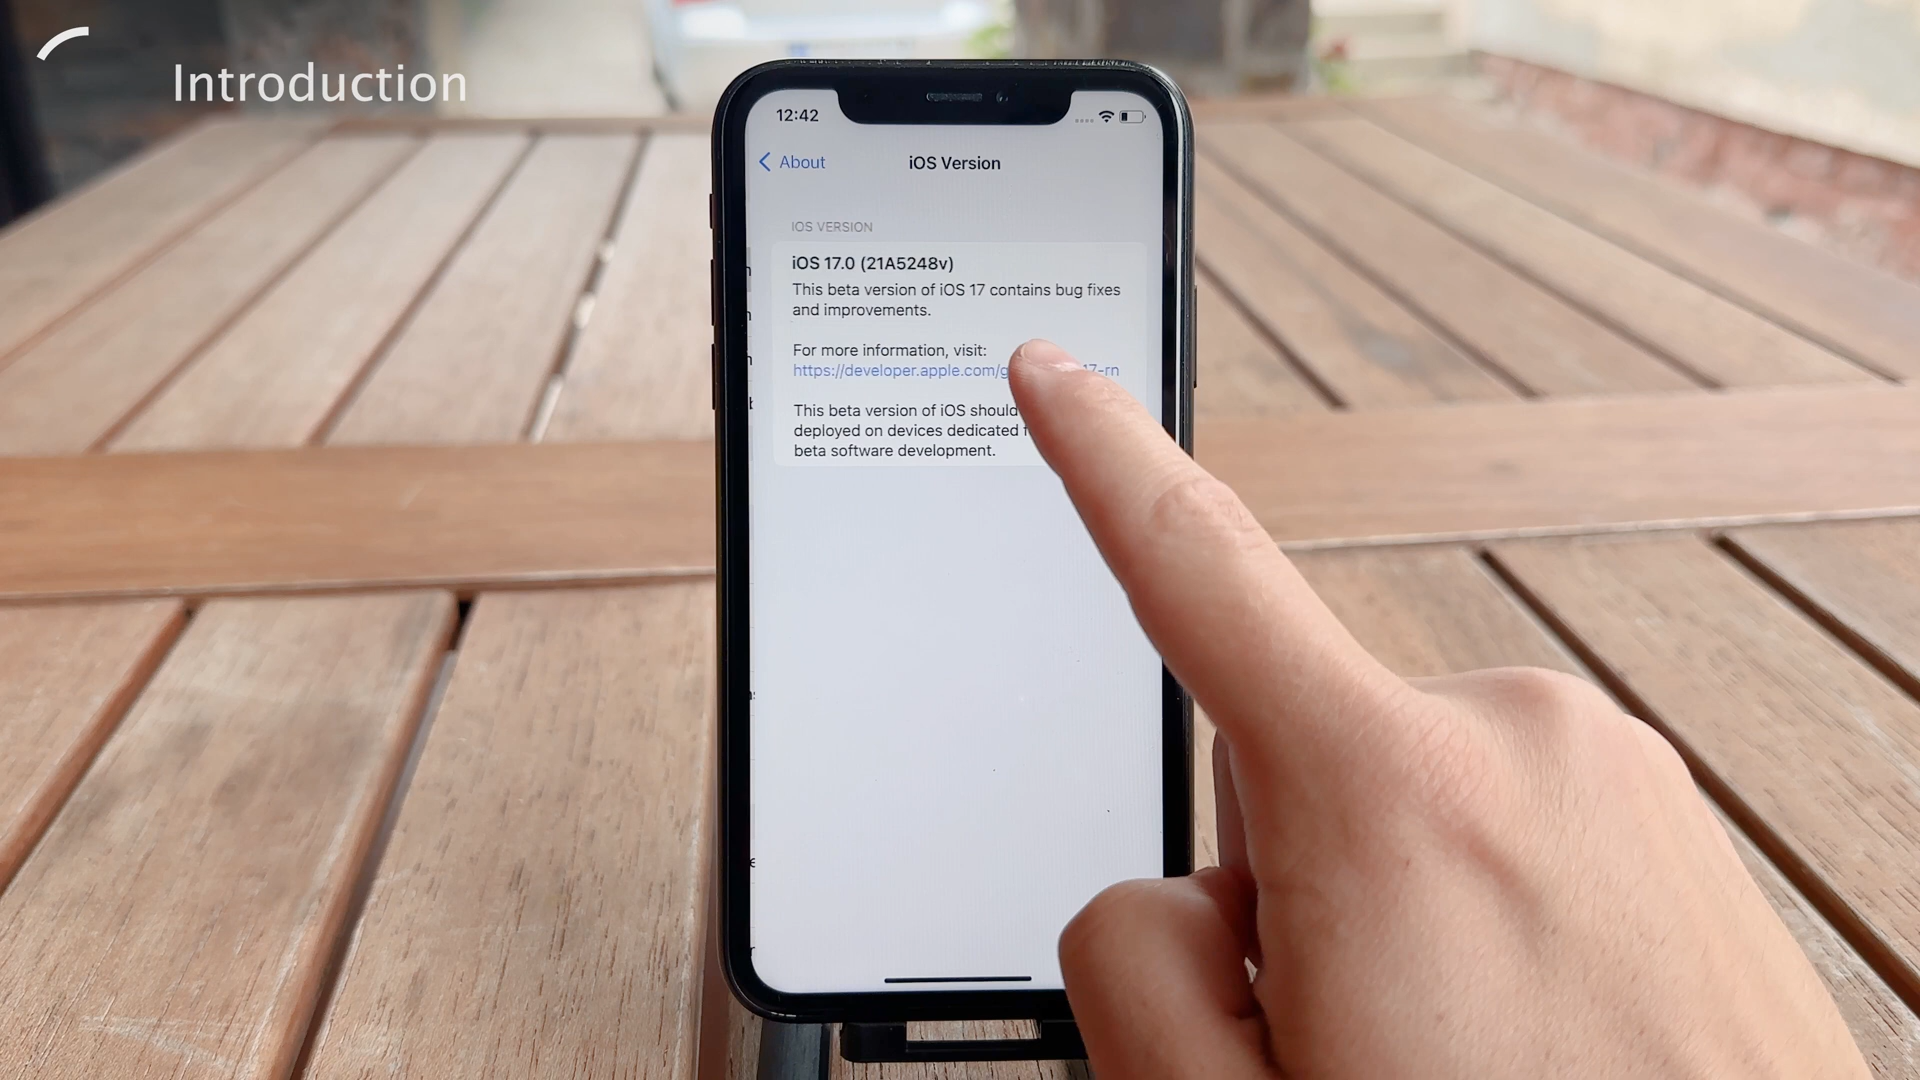 Introduction
12:42
About
iOS Version
IOS VERSION
iOS 17.0 (21A5248v)
This beta version of iOS 17 contains bug fixes
and improvements.
For more information, visit:
https://developer.apple.com/g 17-rn
This beta version of iOS should
deployed on devices dedicated
beta software development.